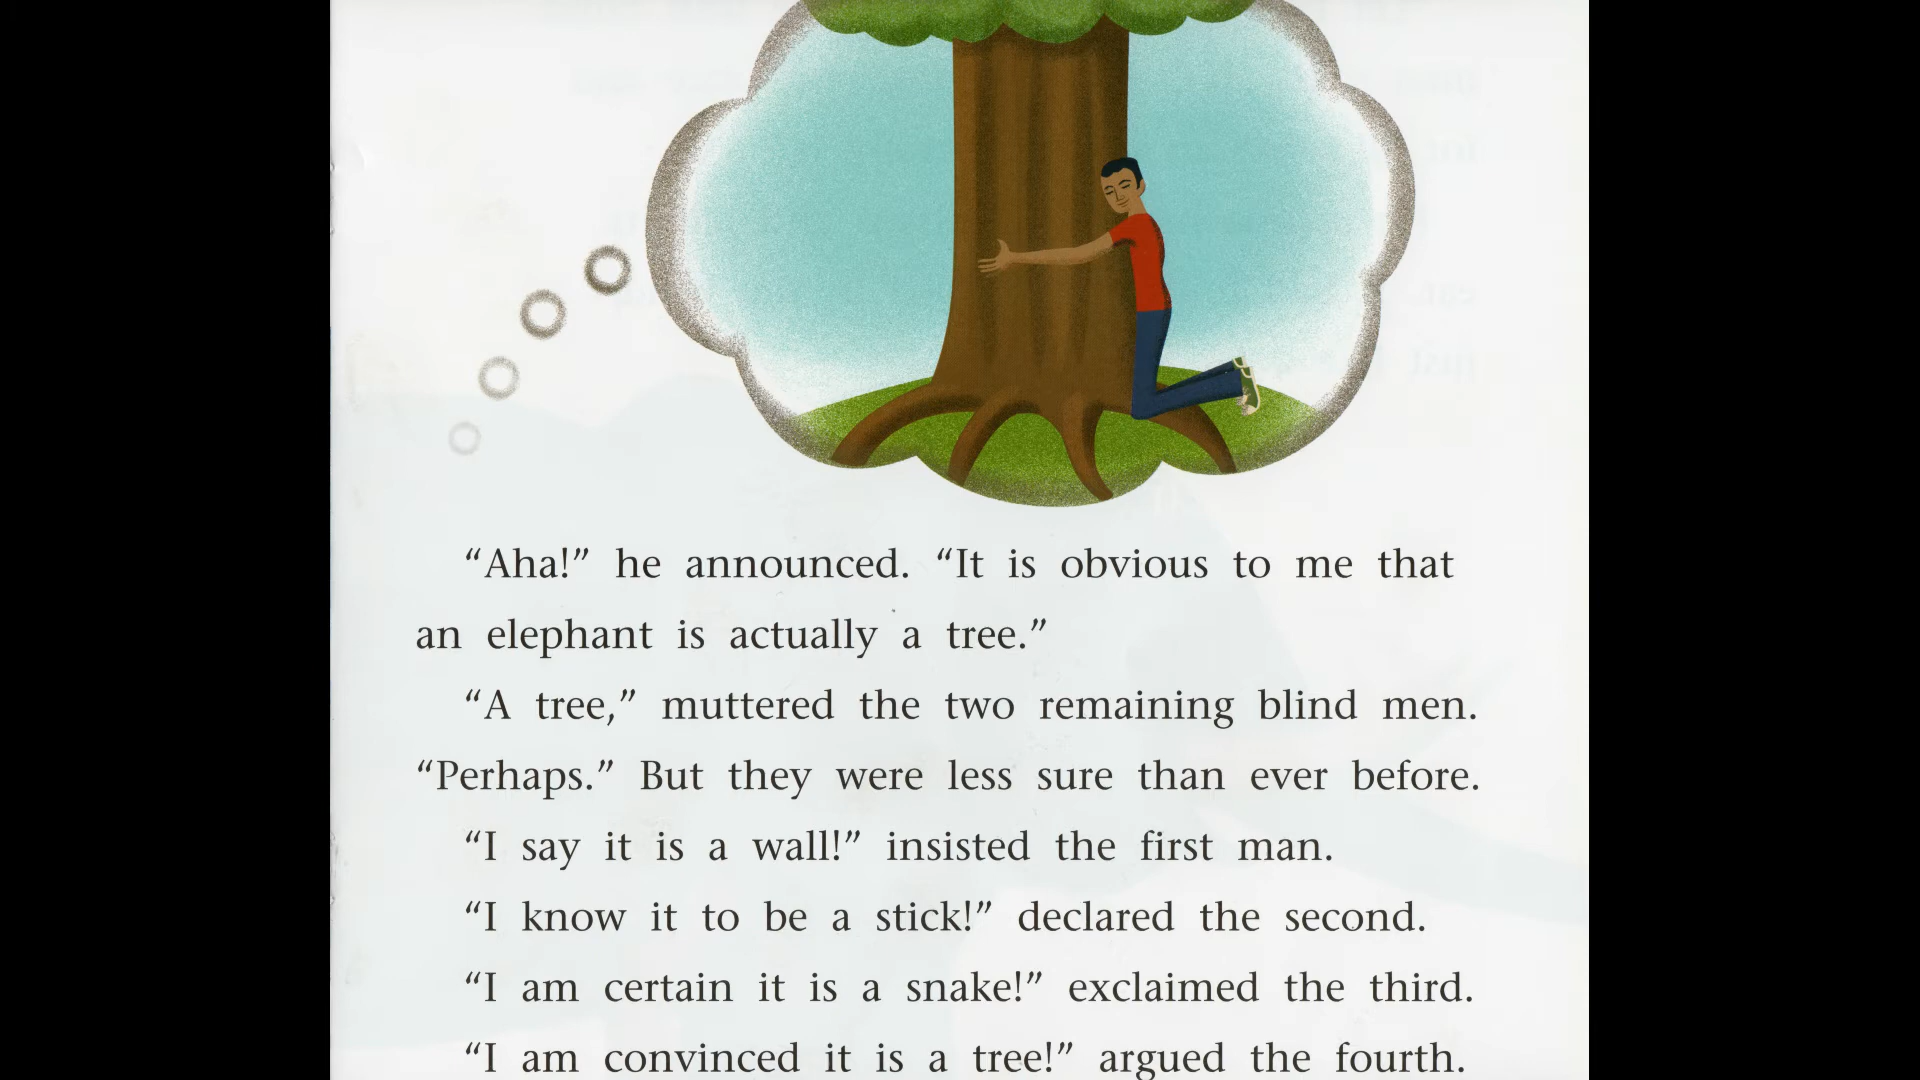 “Aha!” he announced. “It is obvious to me that
an elephant is actually a tree.”
“A tree,” muttered the two remaining blind men.
“Perhaps.” But they were less sure than ever before.
“I say it is a wall!” insisted the first man.
“I know it to be a stick!” declared the second.
“I am certain it is a snake!” exclaimed the third.
“I am convinced it is a tree!” argued the fourth.